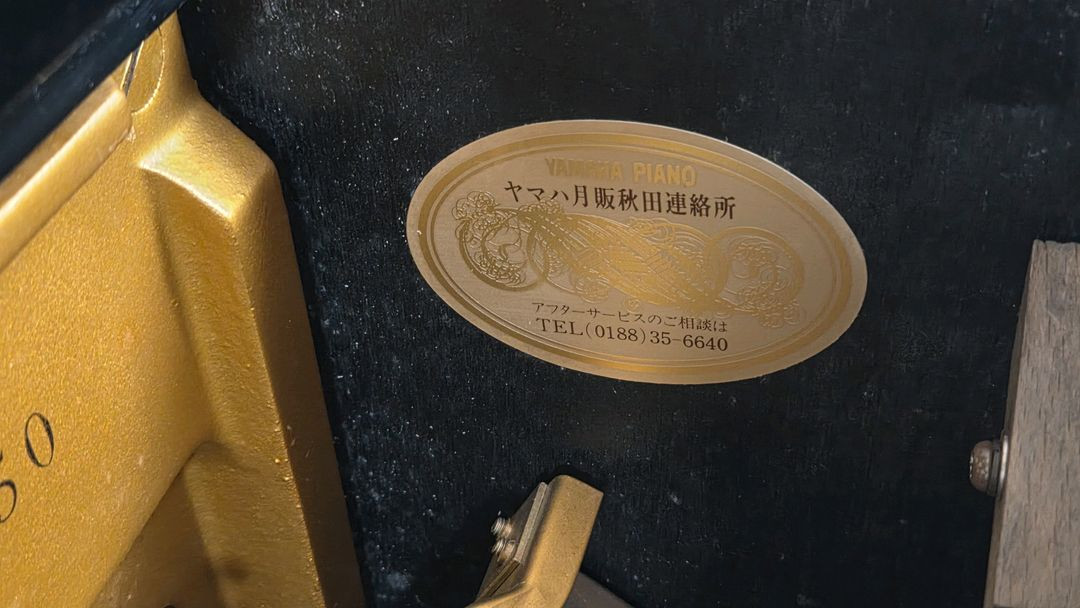 YAMAHA PIANO
ヤマハ月販秋田連絡所
アフターサービスのご相談は
TEL(0188)35-6640
0